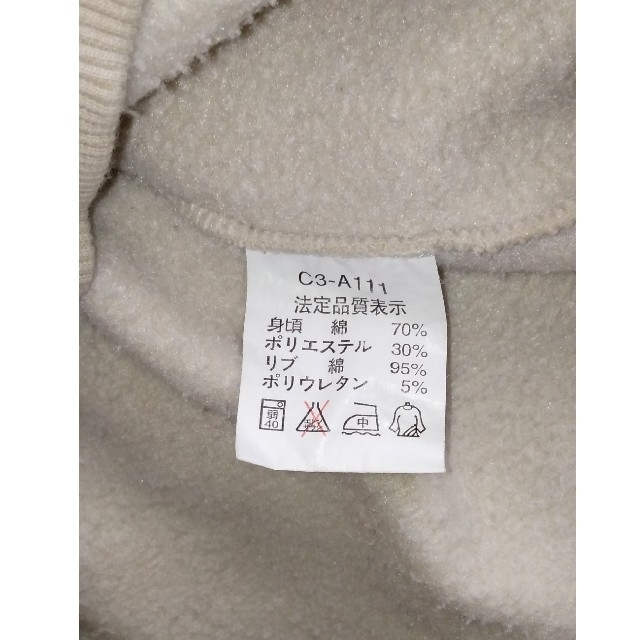 C3-A111
法定品質表示
身頃 綿 70%
ポリエステル 30%
リブ 綿 95%
ポリウレタン 5%
弱 40 中